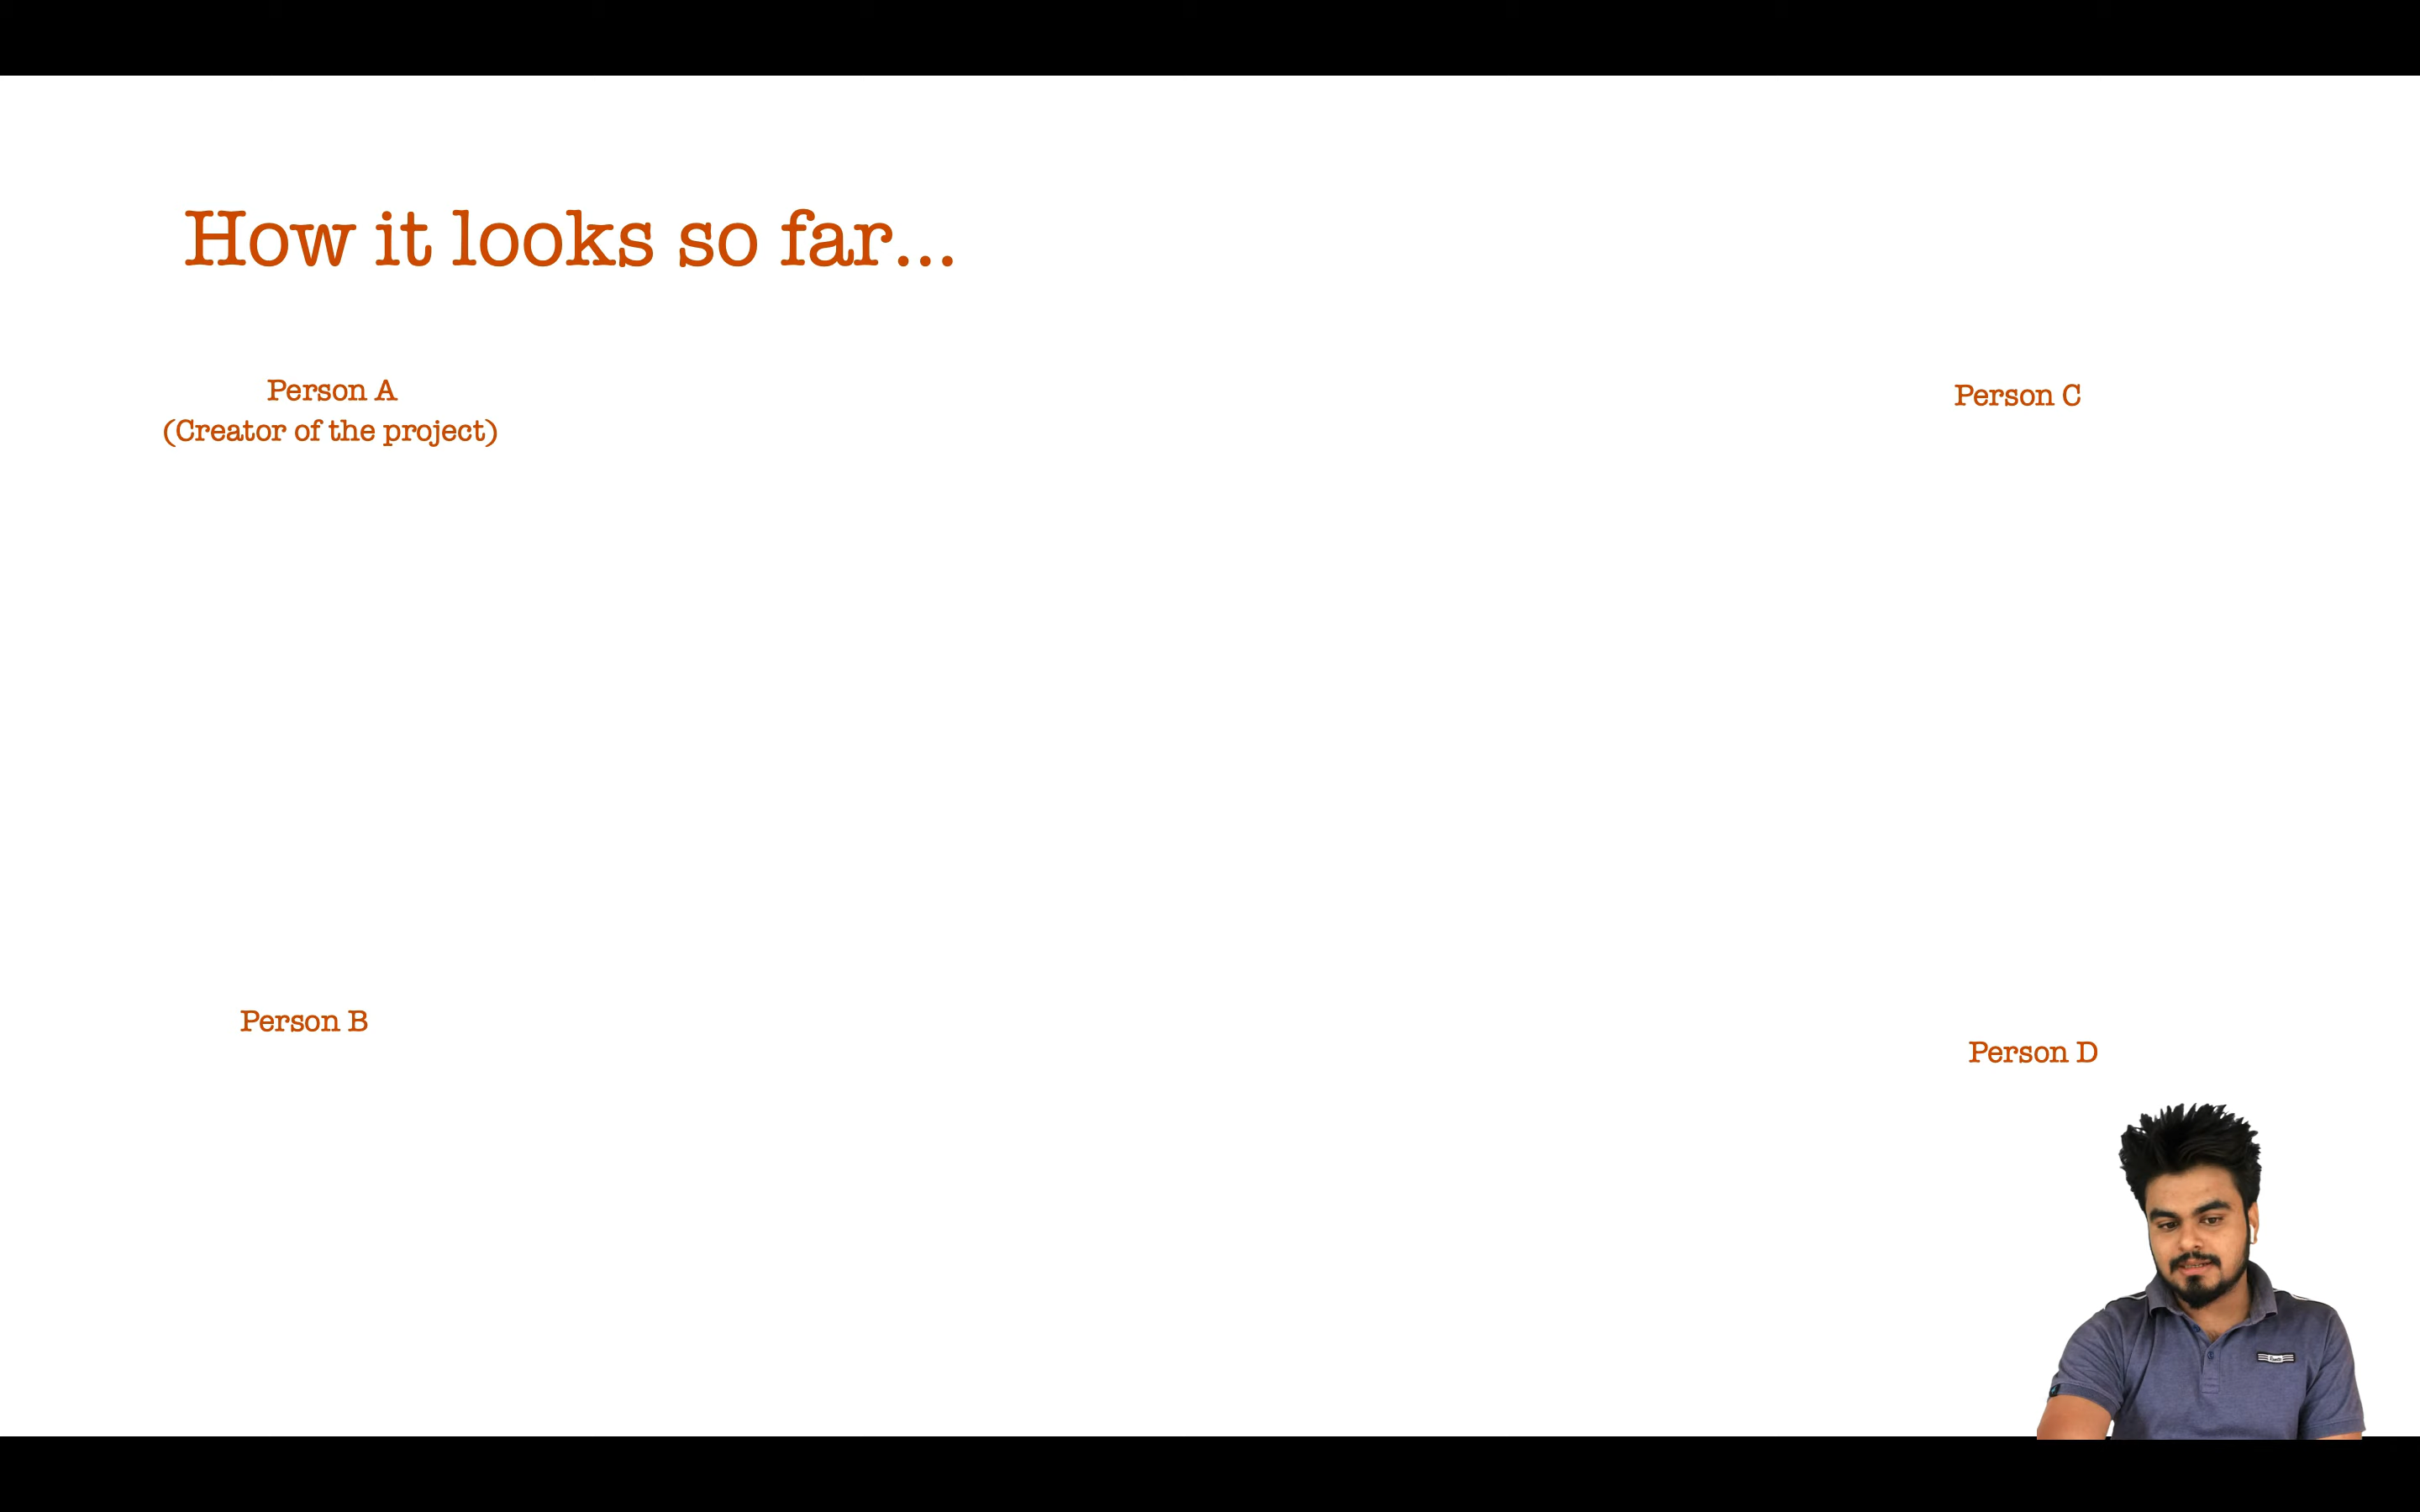 How it looks so far...
Person A
(Creator of the project)
Person C
Person B
Person D